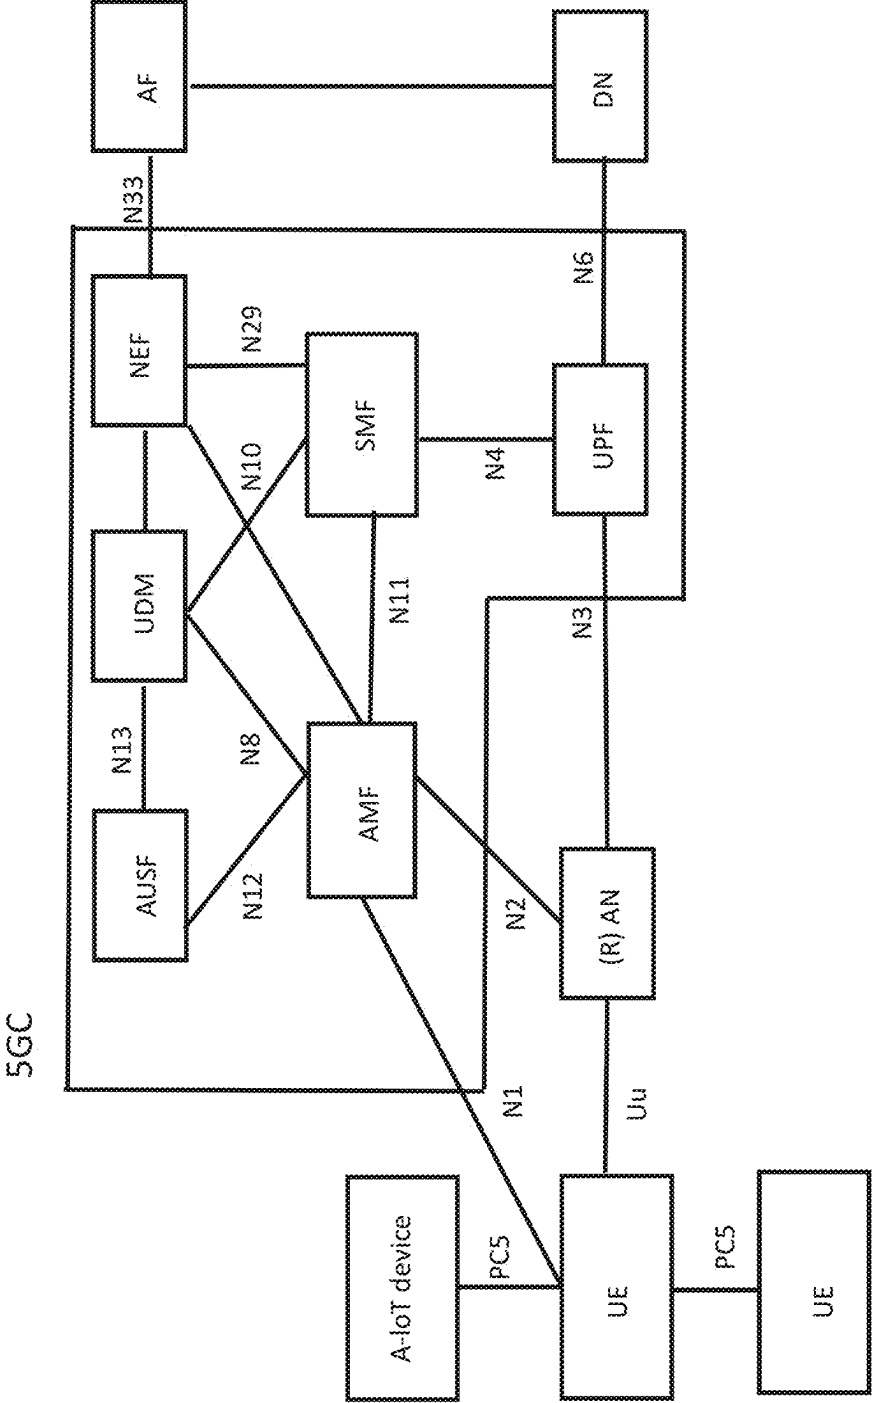 5GC
N13
N33
AUSF
UDM
NEF
AF
N12
N8
N10
N29
AMF
SMF
A-IoT device
N11
PC5
N1
N2
N4
N3
N6
UE
(R) AN
UPF
DN
Uu
PC5
UE